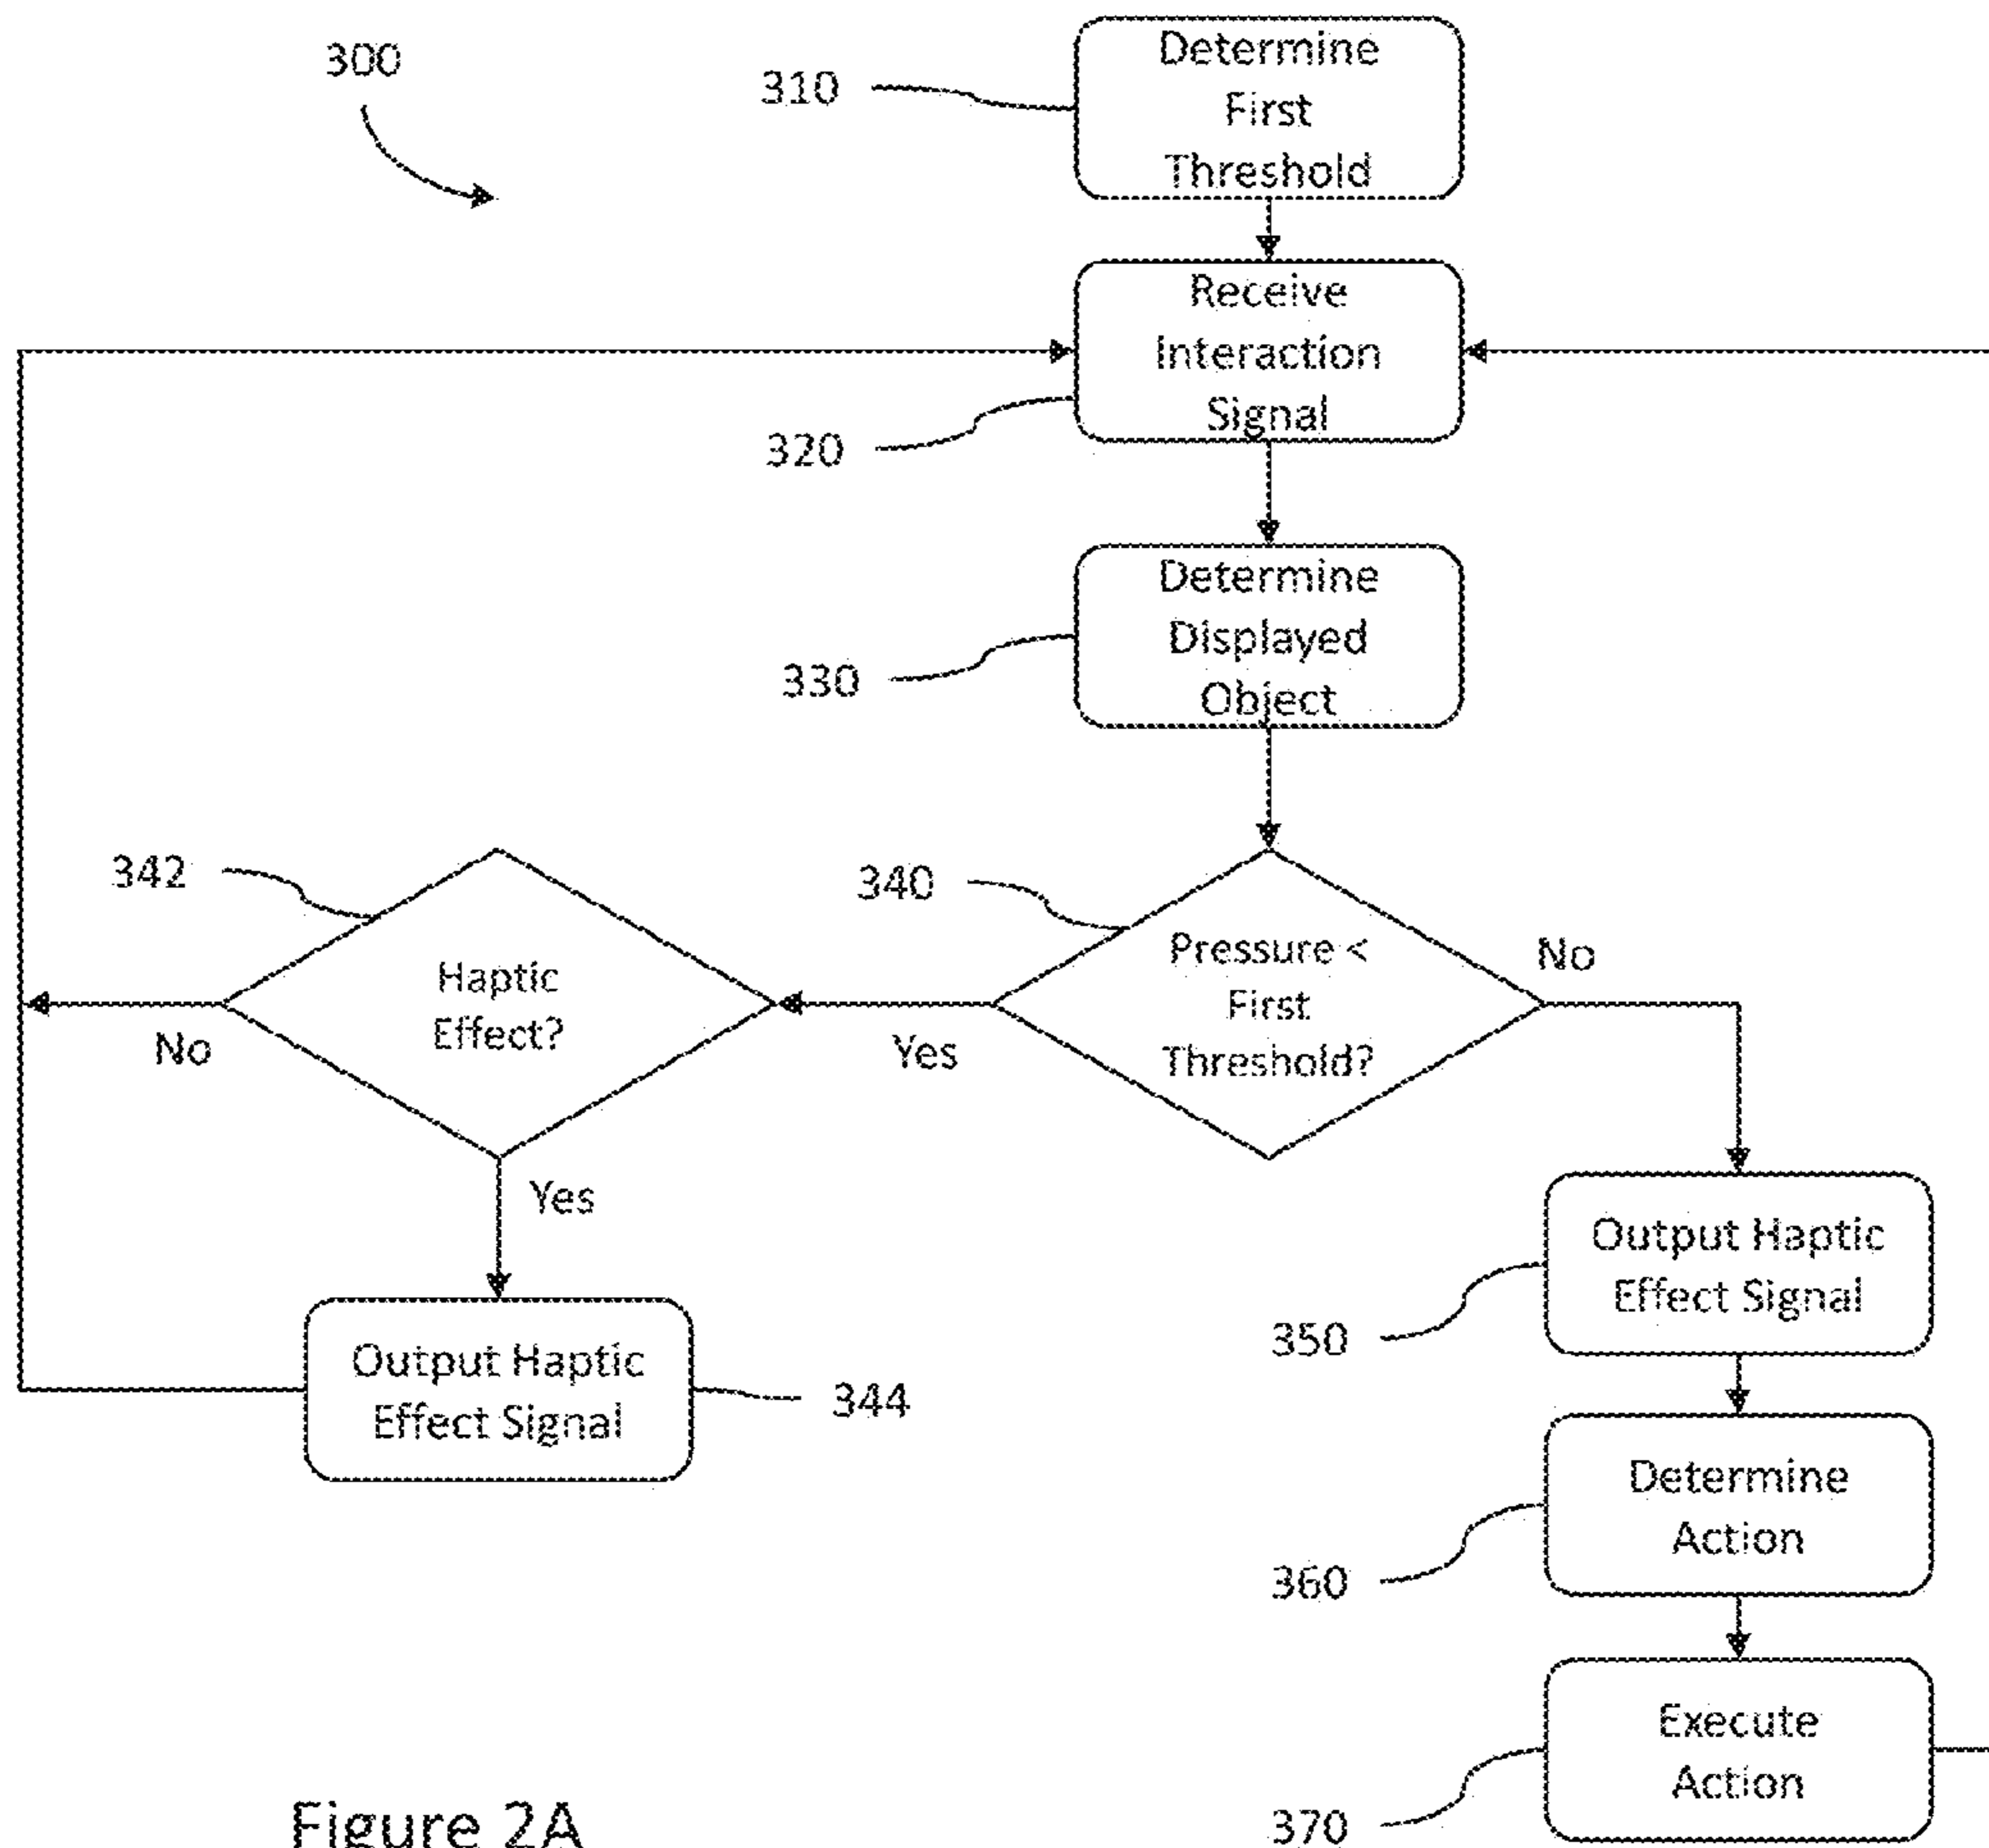 300
310
Determine
First
Threshold
Receive
Interaction
Signal
320
Determine
Displayed
Object
330
342
Haptic
Effect?
340
Pressure <
First
Threshold?
No
No
Yes
Yes
Output Haptic
Effect Signal
350
Output Haptic
Effect Signal
344
Determine
Action
360
Execute
Action
370
Figure 2A